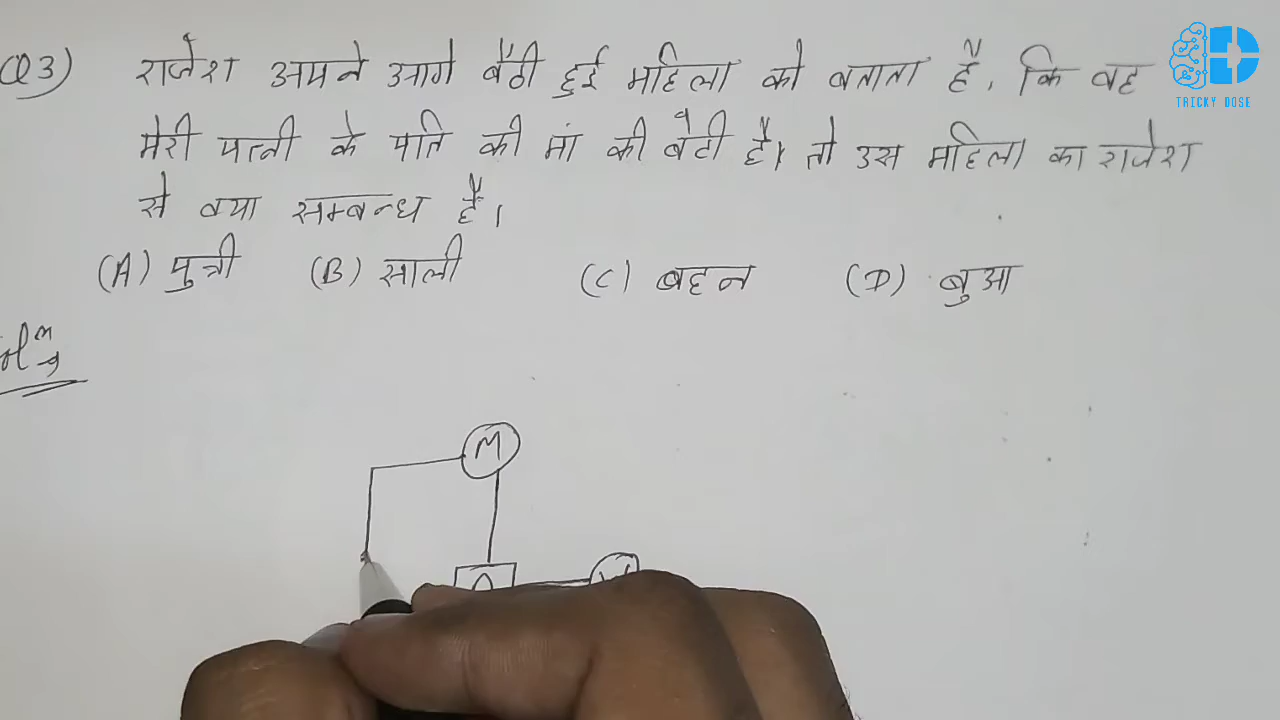 Q3) राजेश अपने आगे बैठी हुई महिला को बताता है, कि वह
मेरी पत्नी के पति की मां की बेटी है। तो उस महिला का राजेश
से क्या सम्बन्ध है।
(A) पुत्री (B) साली (C) बहन (D) बुआ
M
TRICKY DOSE